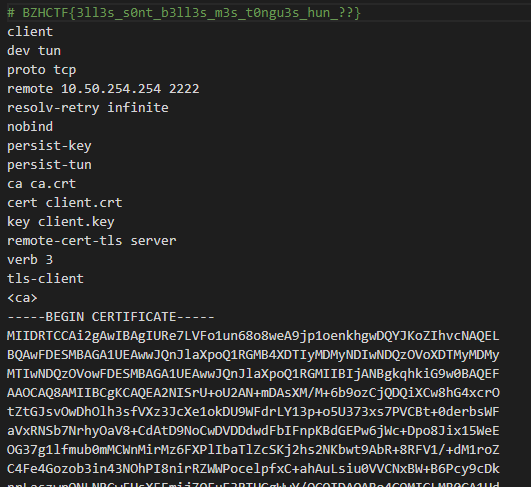 # BZHCTF{3ll3s_s0nt_b3ll3s_m3s_t0ngu3s_hun_??}
client
dev tun
proto tcp
remote 10.50.254.254 2222
resolv-retry infinite
nobind
persist-key
persist-tun
ca ca.crt
cert client.crt
key client.key
remote-cert-tls server
verb 3
tls-client
<ca>
-----BEGIN CERTIFICATE-----
MIIDRTCCAi2gAwIBAgIURe7LVFo1un68o8weA9jp1oenkhgwDQYJKoZIhvcNAQEL
BQAwFDESMBAGA1UEAwwJQnJlaXpoQ1RGMB4XDTIyMDMyNDIwNDQzOVoXDTMyMDMy
MTIwNDQzOVowFDESMBAGA1UEAwwJQnJlaXpoQ1RGMIIBIjANBgkqhkiG9w0BAQEF
AAOCAQ8AMIIBCgKCAQEA2NISrU+oU2AN+mDAsXM/M+6b9ozCjQDQiXCw8hG4xcrO
tZtGJsvOwDhOlh3sfVXz3JcXe1okDU9WFdrLY13p+o5U373xs7PVCBt+0derbsWF
aVxRNSb7NrhyOaV8+CdAtD9NoCwDVDDdwdFbIfnpKBdGEPw6jWc+Dpo8Jix15WeE
OG37g1lfmub0mMCWnMirMz6FXPlIbaTlZcSKj2hs2NKbwt9AbR+8RFV1/+dM1roZ
C4Fe4Gozob3in43NOhPI8nirRZWWPocelpfxC+ahAuLsiu0VVCNxBW+B6Pcy9cDk